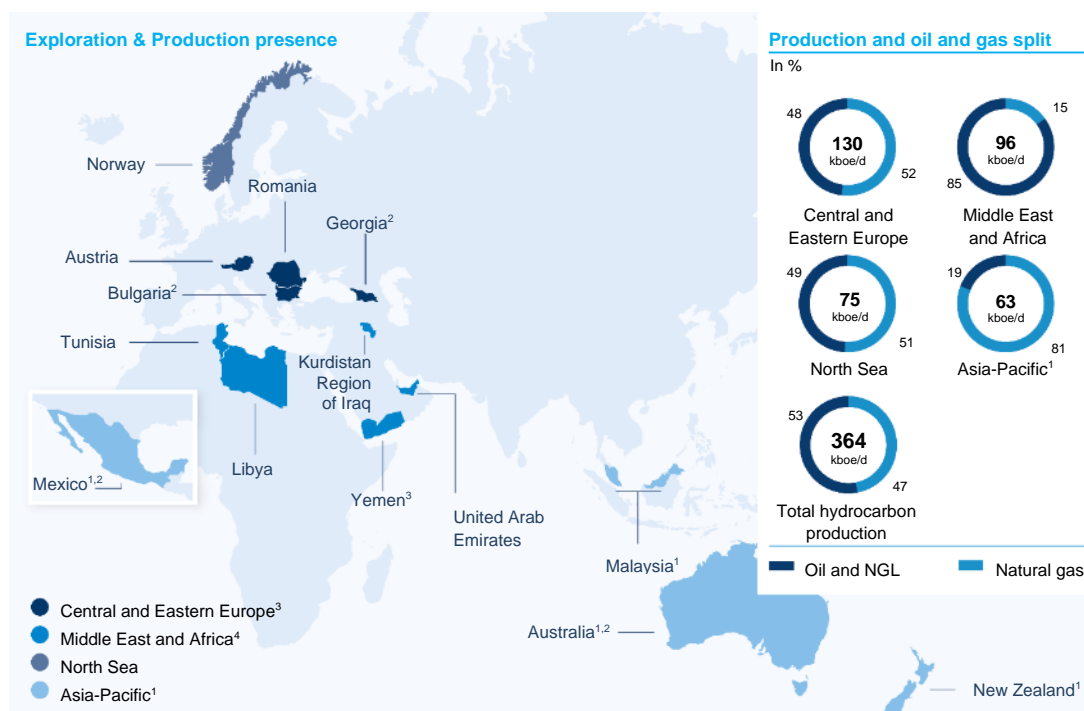 Exploration & Production presence
Norway
Romania
Georgia²
Austria
Bulgaria²
Tunisia
Kurdistan
Region
of Iraq
Mexico¹,²
Libya
Yemen³
United Arab
Emirates
Malaysia¹
Australia¹,²
New Zealand¹
Central and Eastern Europe³
Middle East and Africa⁴
North Sea
Asia-Pacific¹
Production and oil and gas split
In %
48
130
kboe/d
52
Central and
Eastern Europe
15
96
kboe/d
85
Middle East
and Africa
49
75
kboe/d
51
North Sea
19
63
kboe/d
81
Asia-Pacific¹
53
364
kboe/d
47
Total hydrocarbon
production
Oil and NGL
Natural gas